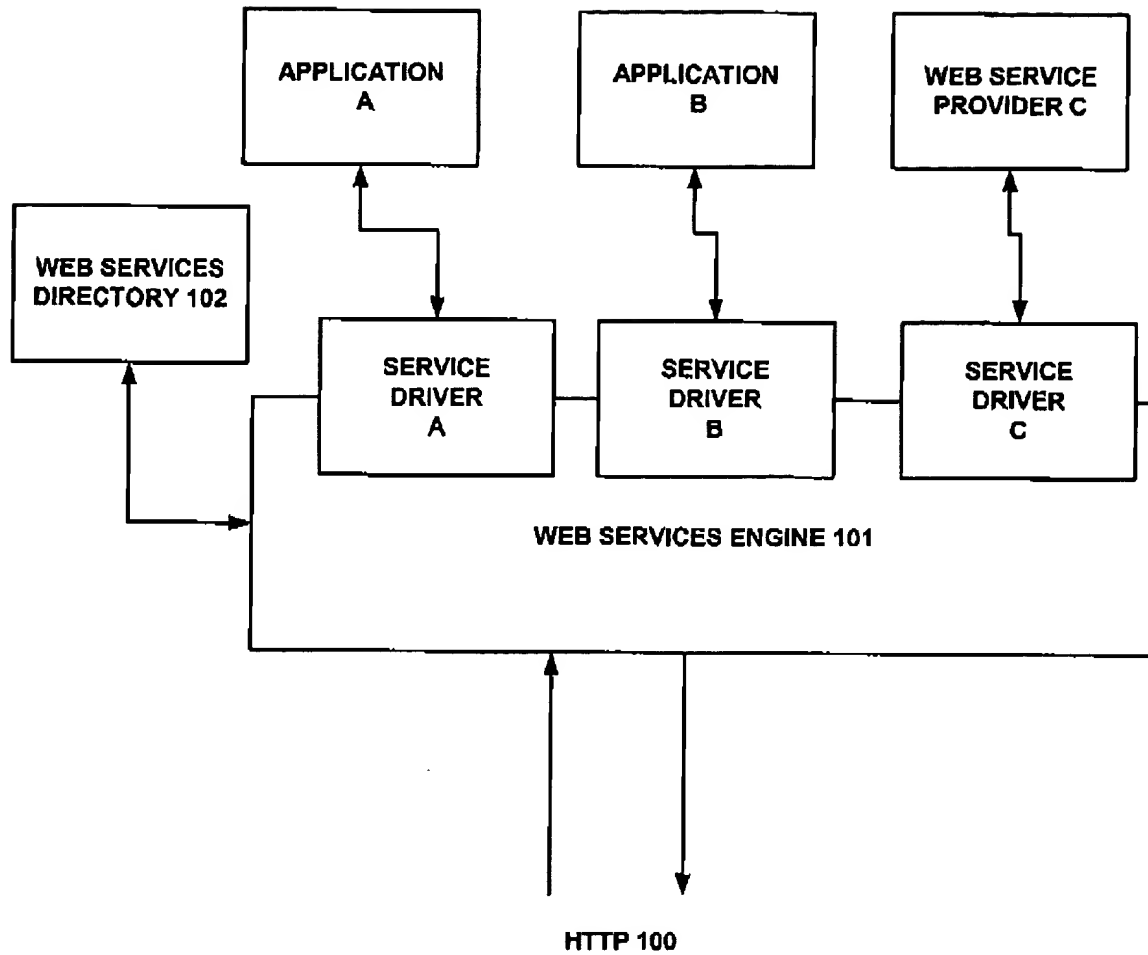 APPLICATION
A
APPLICATION
B
WEB SERVICE
PROVIDER C
WEB SERVICES
DIRECTORY 102
SERVICE
DRIVER
A
SERVICE
DRIVER
B
SERVICE
DRIVER
C
WEB SERVICES ENGINE 101
HTTP 100